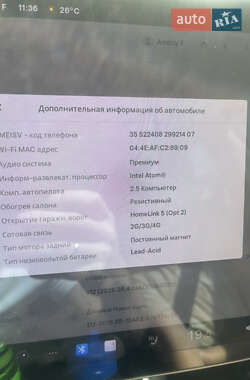 F 11:36 26°C
auto RIA
Andriy F
Дополнительная информация об автомобиле
IMEISV - код телефона 35 522408 299214 07
Wi-Fi MAC адрес 04:4E:AF:C2:89:09
Аудио система Премиум
Информ-развлекат. процессор Intel Atom®
Комп. автопилота 2.5 Компьютер
Обогрев салона Резистивный
Открытие гаражн. ворот HomeLink 5 (Opt 2)
Сотовая связь 2G/3G/4G
Тип мотора задний Постоянный магнит
Тип низковольтной батареи Lead-Acid
19